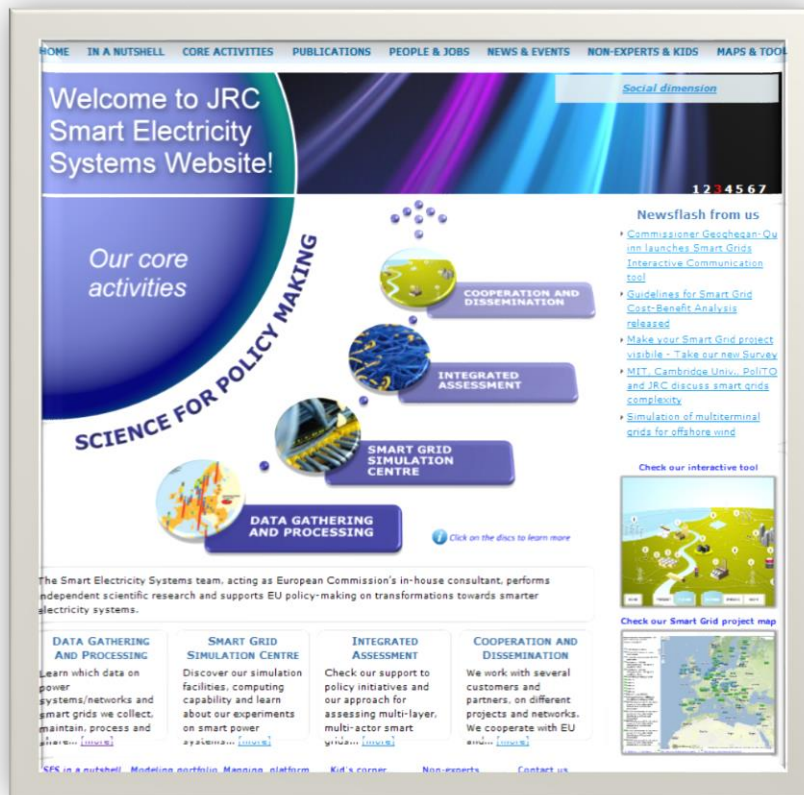 HOME IN A NUTSHELL CORE ACTIVITIES PUBLICATIONS PEOPLE & JOBS NEWS & EVENTS NON-EXPERTS & KIDS MAPS & TOOL
Welcome to JRC
Smart Electricity
Systems Website!
Social dimension
1 2 3 4 5 6 7
Our core
activities
SCIENCE FOR POLICY MAKING
COOPERATION AND
DISSEMINATION
INTEGRATED
ASSESSMENT
SMART GRID
SIMULATION
CENTRE
DATA GATHERING
AND PROCESSING
i Click on the discs to learn more
Newsflash from us
Commissioner Geoghegan-Qu
inn launches Smart Grids
Interactive Communication
tool
Guidelines for Smart Grid
Cost-Benefit Analysis
released
Make your Smart Grid project
visibile - Take our new Survey
MIT, Cambridge Univ., PoliTO
and JRC discuss smart grids
complexity
Simulation of multiterminal
grids for offshore wind
Check our interactive tool
Check our Smart Grid project map
The Smart Electricity Systems team, acting as European Commission's in-house consultant, performs
independent scientific research and supports EU policy-making on transformations towards smarter
electricity systems.
DATA GATHERING
AND PROCESSING
Learn which data on
power
systems/networks and
smart grids we collect,
maintain, process and
share... [more]
SMART GRID
SIMULATION CENTRE
Discover our simulation
facilities, computing
capability and learn
about our experiments
on smart power
systems... [more]
INTEGRATED
ASSESSMENT
Check our support to
policy initiatives and
our approach for
assessing multi-layer,
multi-actor smart
grids... [more]
COOPERATION AND
DISSEMINATION
We work with several
customers and
partners, on different
projects and networks.
We cooperate with EU
and... [more]
SES in a nutshell Modeling portfolio Mapping platform Kid's corner Non-experts Contact us